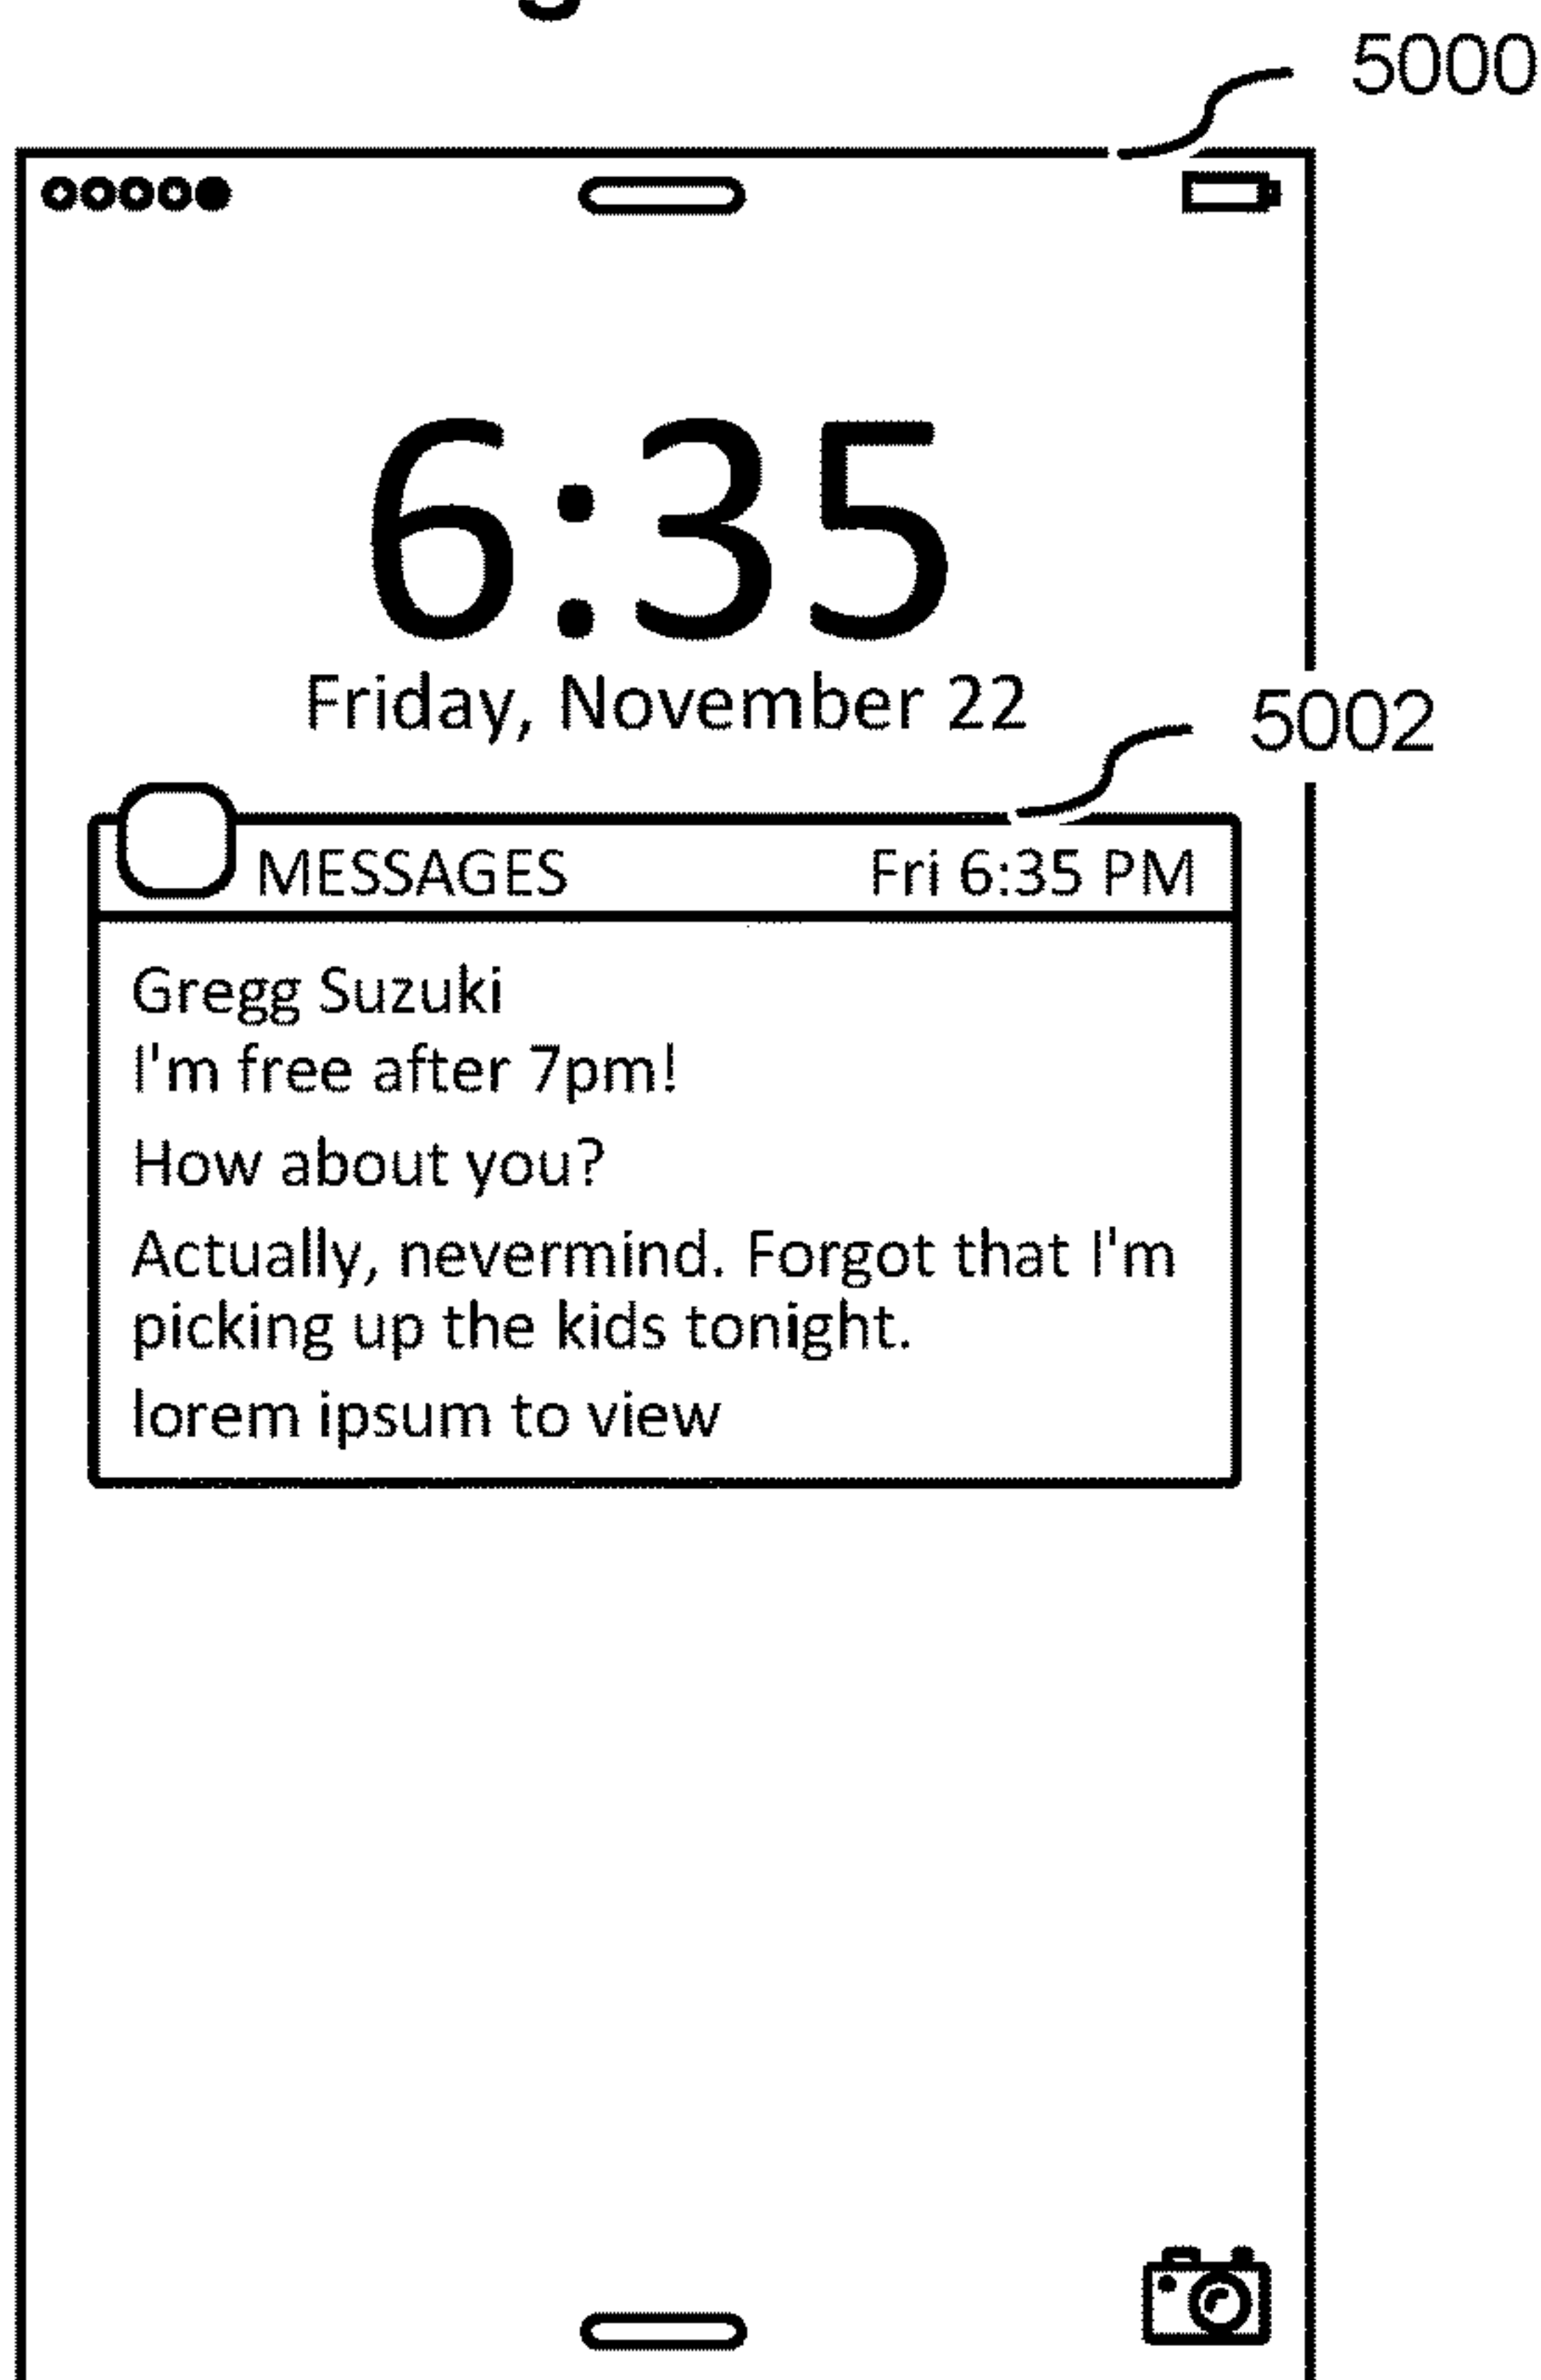 5000
6:35
Friday, November 22
5002
MESSAGES Fri 6:35 PM
Gregg Suzuki
I'm free after 7pm!
How about you?
Actually, nevermind. Forgot that I'm
picking up the kids tonight.
lorem ipsum to view